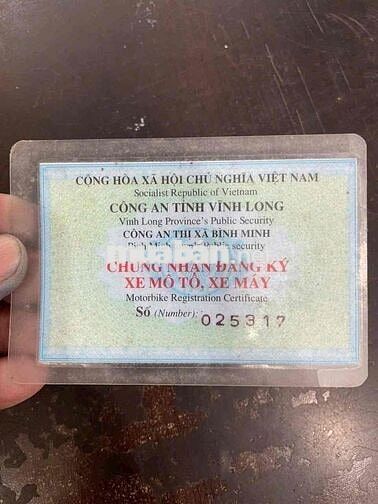 CỘNG HÒA XÃ HỘI CHỦ NGHĨA VIỆT NAM
Socialist Republic of Vietnam
CÔNG AN TỈNH VĨNH LONG
Vinh Long Province's Public Security
CÔNG AN THỊ XÃ BÌNH MINH
Public security
CHỨNG NHẬN ĐĂNG KÝ
XE MÔ TÔ, XE MÁY
Motorbike Registration Certificate
Số (Number): 025317